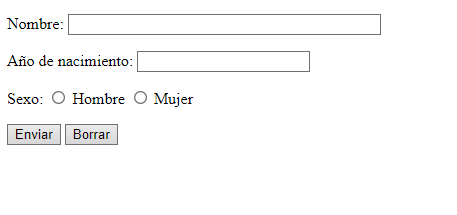 Nombre:
Año de nacimiento:
Sexo: Hombre Mujer
Enviar Borrar